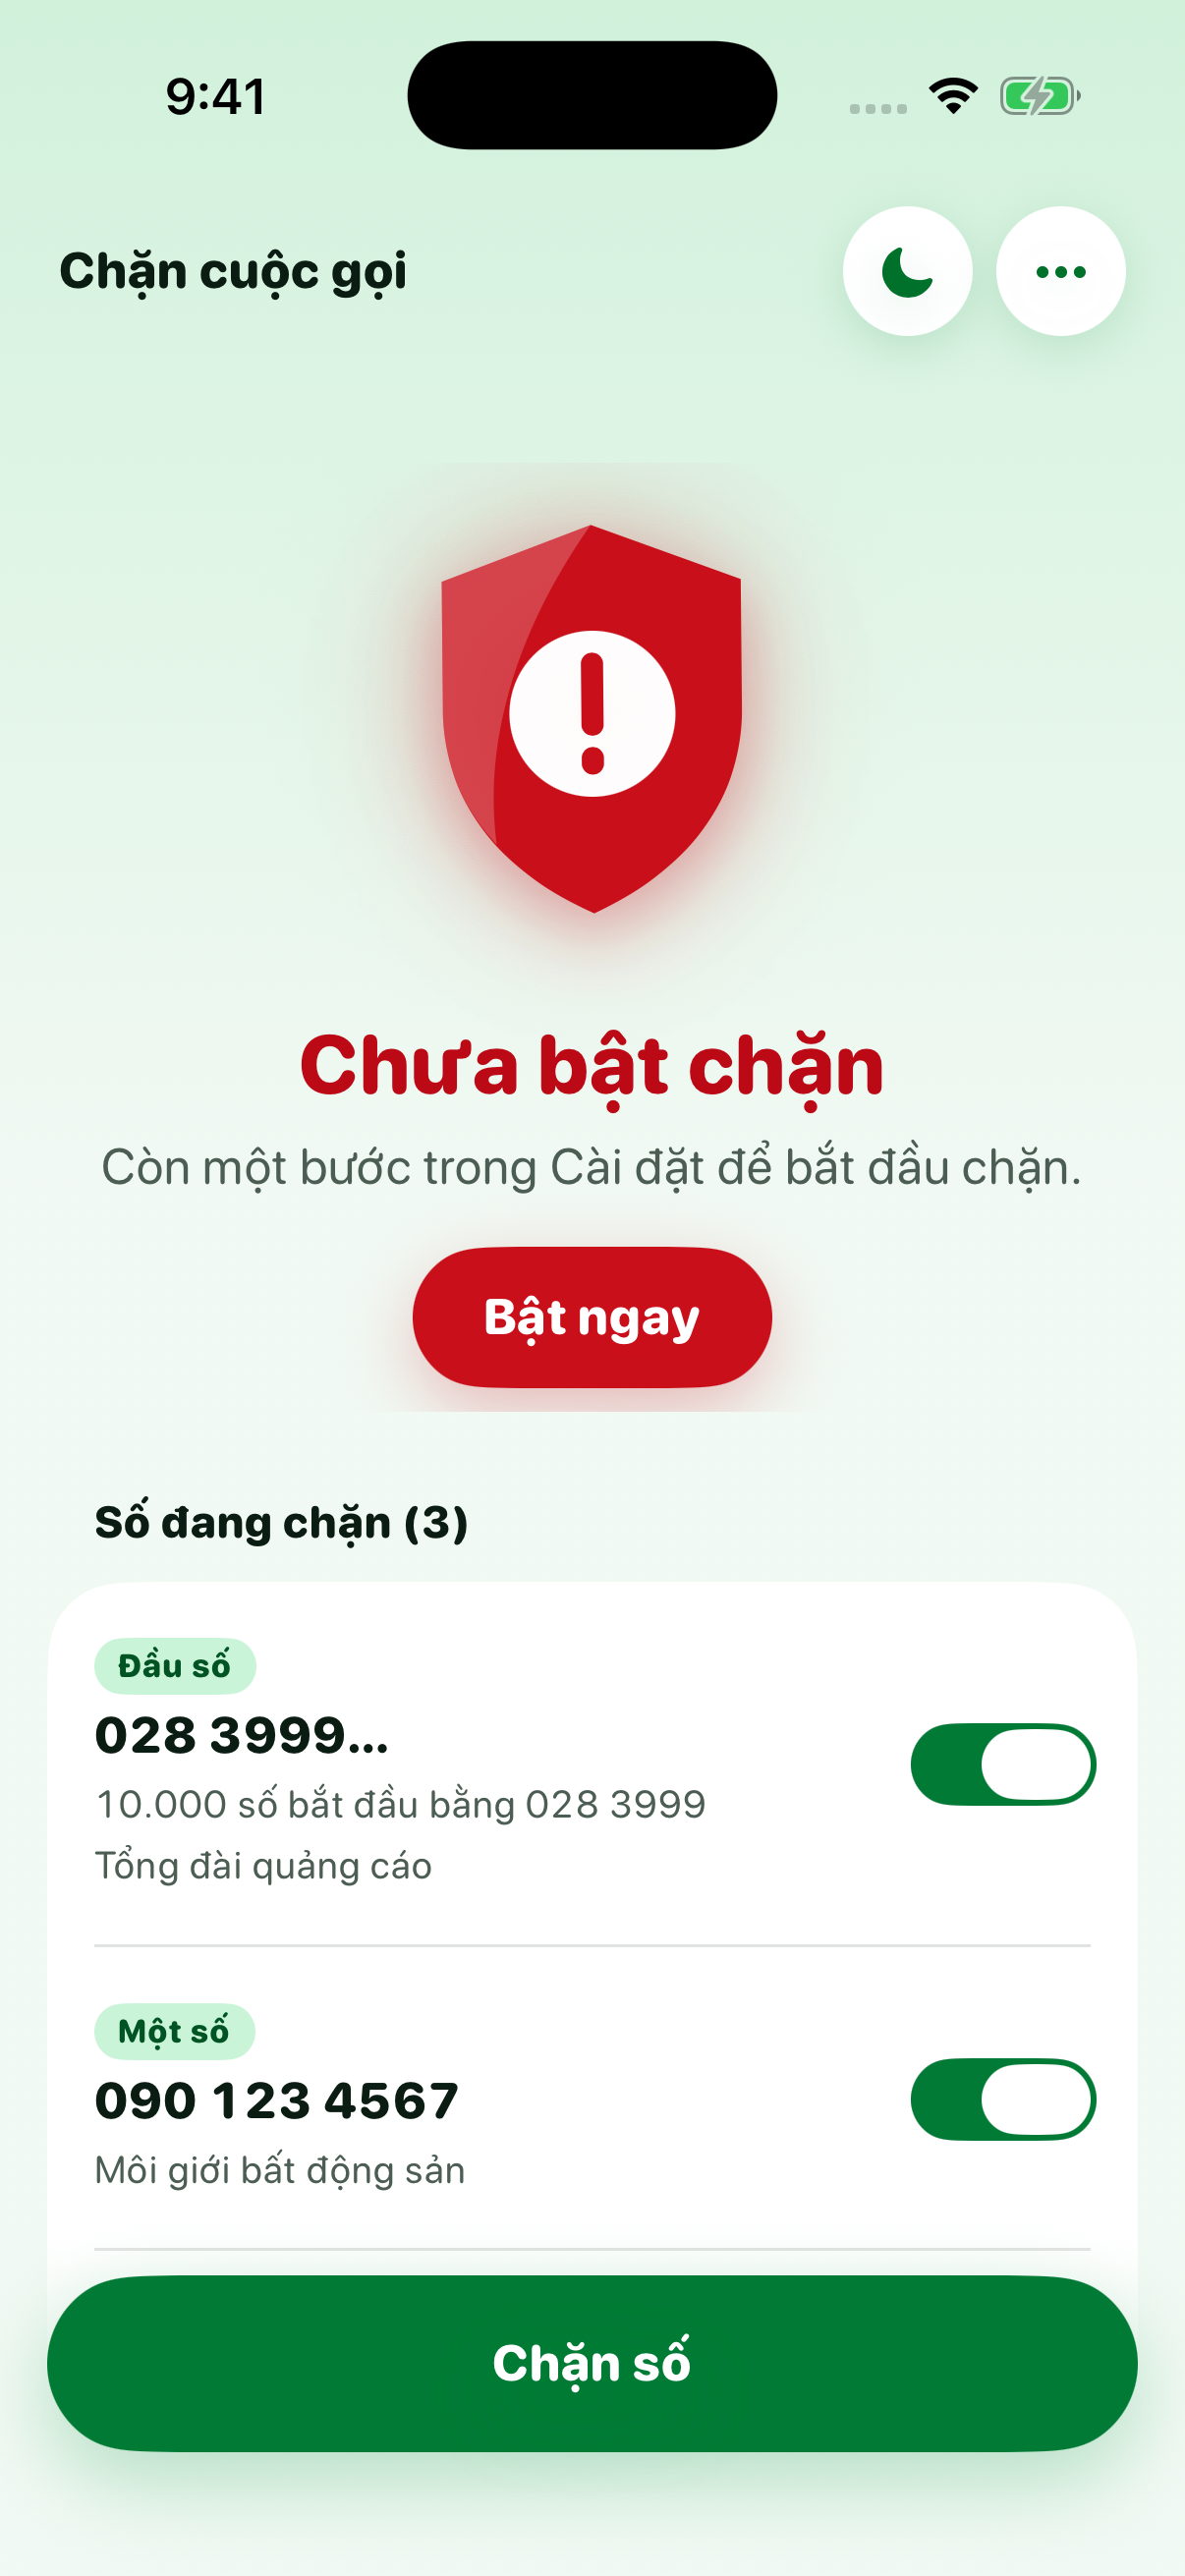 9:41
Chặn cuộc gọi
Chưa bật chặn
Còn một bước trong Cài đặt để bắt đầu chặn.
Bật ngay
Số đang chặn (3)
Đầu số
028 3999...
10.000 số bắt đầu bằng 028 3999
Tổng đài quảng cáo
Một số
090 123 4567
Môi giới bất động sản
Chặn số